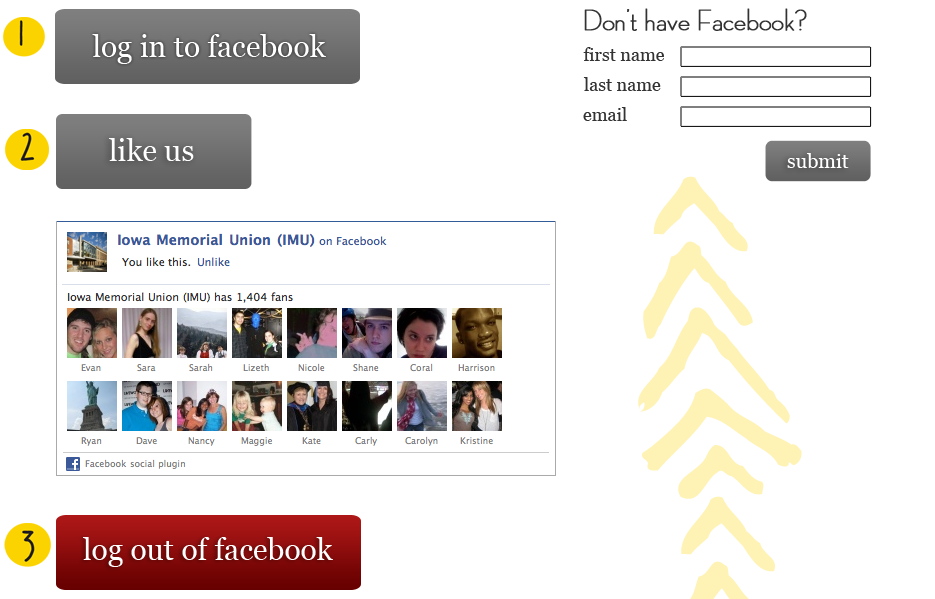 1
log in to facebook
2
like us
Iowa Memorial Union (IMU) on Facebook
You like this. Unlike
Iowa Memorial Union (IMU) has 1,404 fans
Evan Sara Sarah Lizeth Nicole Shane Coral Harrison
Ryan Dave Nancy Maggie Kate Carly Carolyn Kristine
Facebook social plugin
3
log out of facebook
Don't have Facebook?
first name
last name
email
submit